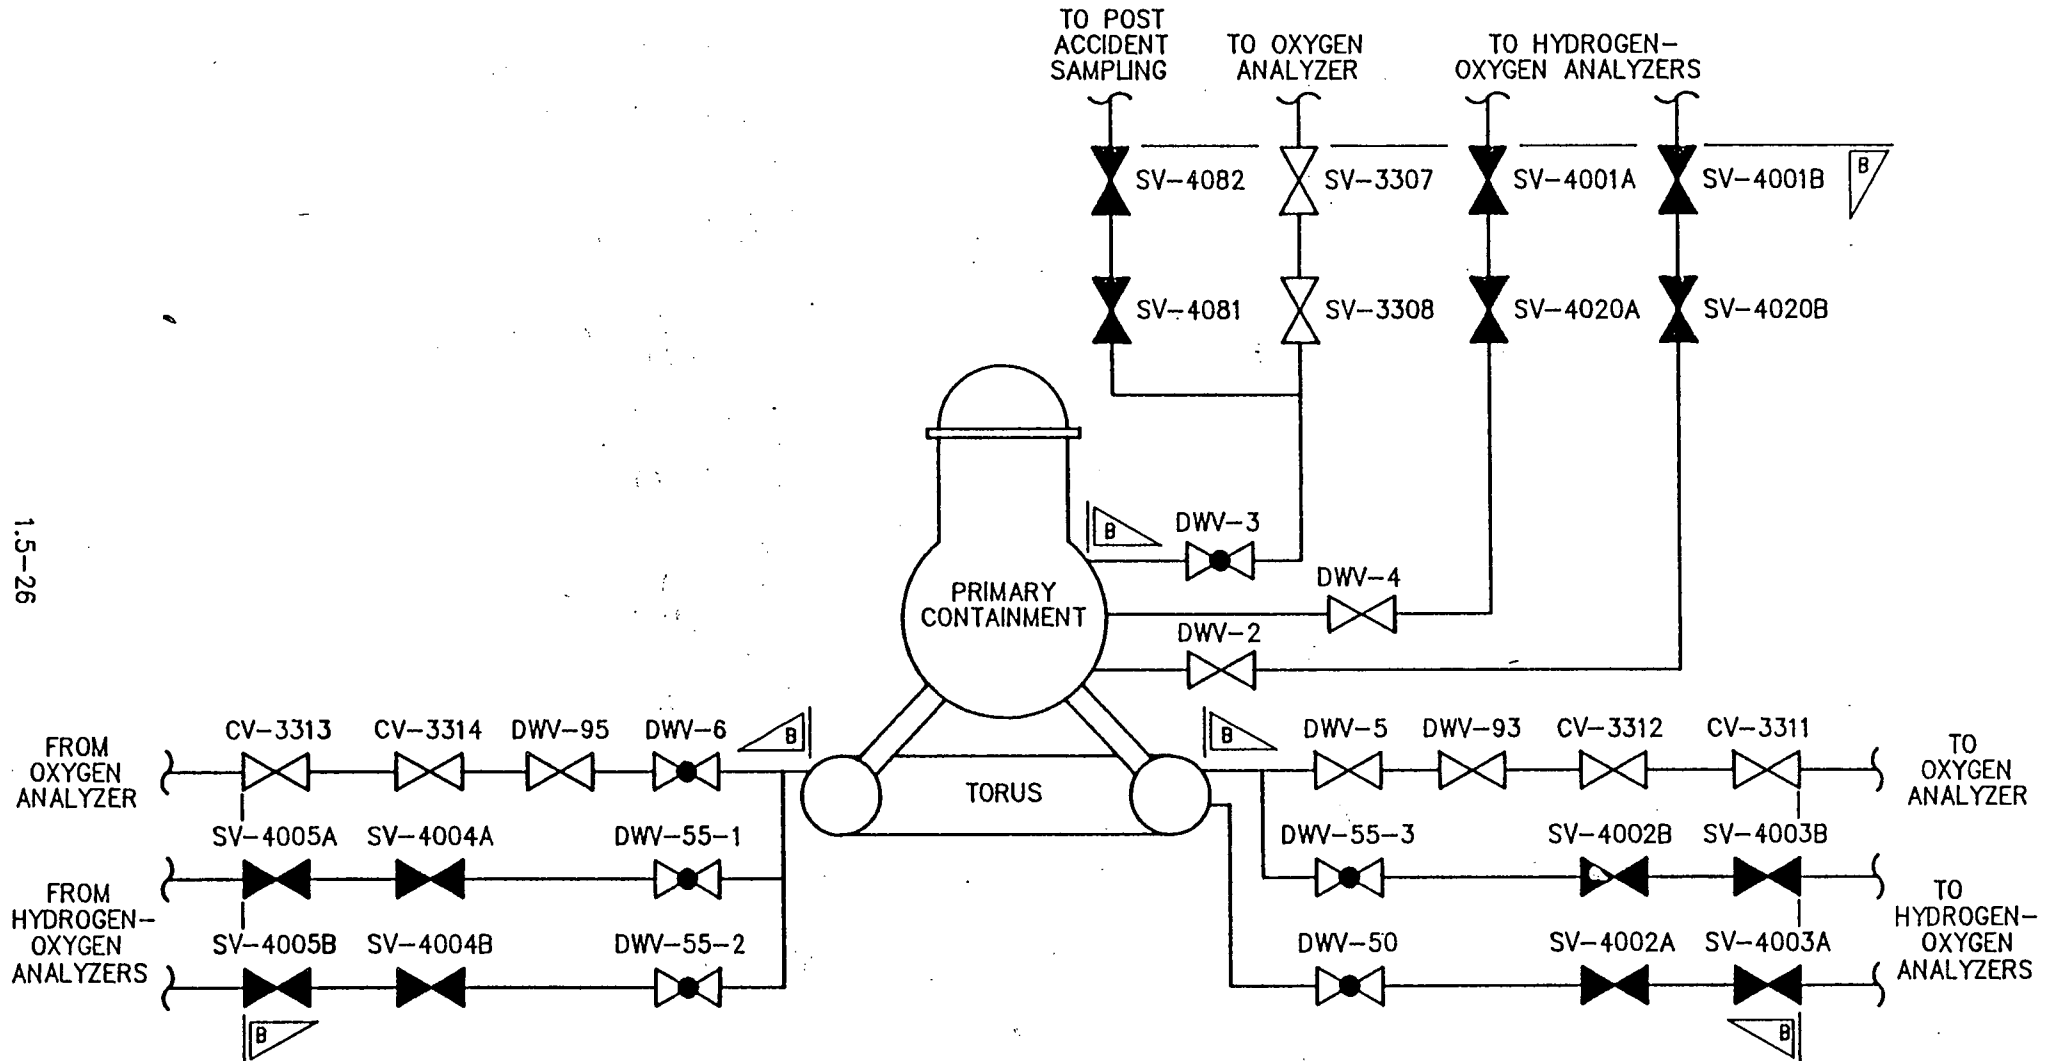 TO POST
ACCIDENT
SAMPLING
TO OXYGEN
ANALYZER
TO HYDROGEN-
OXYGEN ANALYZERS
SV-4082
SV-3307
SV-4001A
SV-4001B
B
SV-4081
SV-3308
SV-4020A
SV-4020B
B
DWV-3
DWV-4
DWV-2
PRIMARY
CONTAINMENT
1.5-26
FROM
OXYGEN
ANALYZER
CV-3313
CV-3314
DWV-95
DWV-6
B
TORUS
B
DWV-5
DWV-93
CV-3312
CV-3311
TO
OXYGEN
ANALYZER
FROM
HYDROGEN-
OXYGEN
ANALYZERS
SV-4005A
SV-4004A
DWV-55-1
SV-4005B
SV-4004B
DWV-55-2
B
DWV-55-3
SV-4002B
SV-4003B
DWV-50
SV-4002A
SV-4003A
TO
HYDROGEN-
OXYGEN
ANALYZERS
B